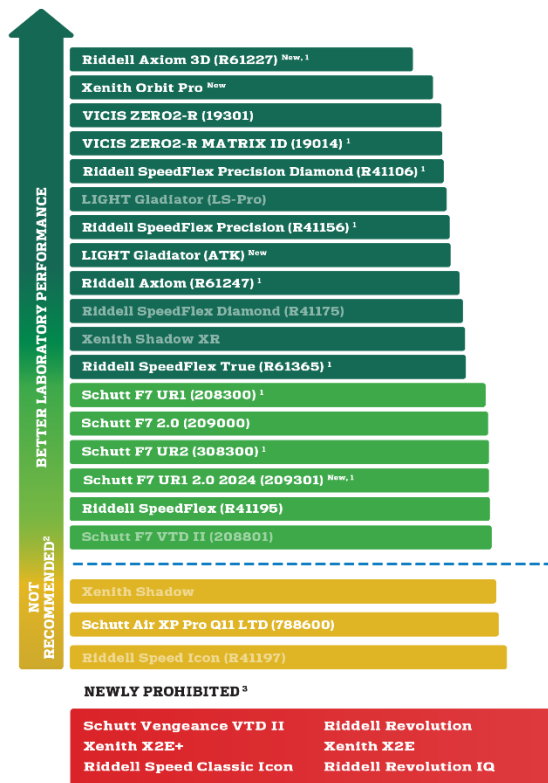 Riddell Axiom 3D (R61227) New, 1
Xenith Orbit Pro New
VICIS ZERO2-R (19301)
VICIS ZERO2-R MATRIX ID (19014) 1
Riddell SpeedFlex Precision Diamond (R41106) 1
LIGHT Gladiator (LS-Pro)
Riddell SpeedFlex Precision (R41156) 1
LIGHT Gladiator (ATK) New
Riddell Axiom (R61247) 1
Riddell SpeedFlex Diamond (R41175)
Xenith Shadow XR
Riddell SpeedFlex True (R61365) 1
Schutt F7 UR1 (208300) 1
Schutt F7 2.0 (209000)
Schutt F7 UR2 (308300) 1
Schutt F7 UR1 2.0 2024 (209301) New, 1
Riddell SpeedFlex (R41195)
Schutt F7 VTD II (208801)
Xenith Shadow
Schutt Air XP Pro Q11 LTD (788600)
Riddell Speed Icon (R41197)
BETTER LABORATORY PERFORMANCE
NOT
RECOMMENDED2
NEWLY PROHIBITED 3
Schutt Vengeance VTD II
Xenith X2E+
Riddell Speed Classic Icon
Riddell Revolution
Xenith X2E
Riddell Revolution IQ